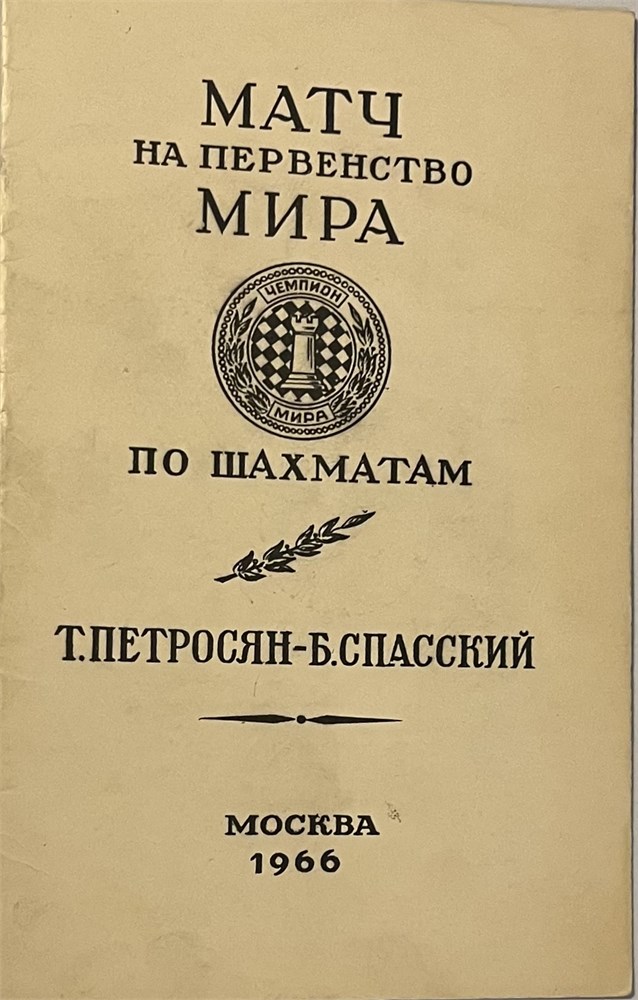 МАТЧ
НА ПЕРВЕНСТВО
МИРА
ЧЕМПИОН
МИРА
ПО ШАХМАТАМ
Т.ПЕТРОСЯН-Б.СПАССКИЙ
МОСКВА
1966